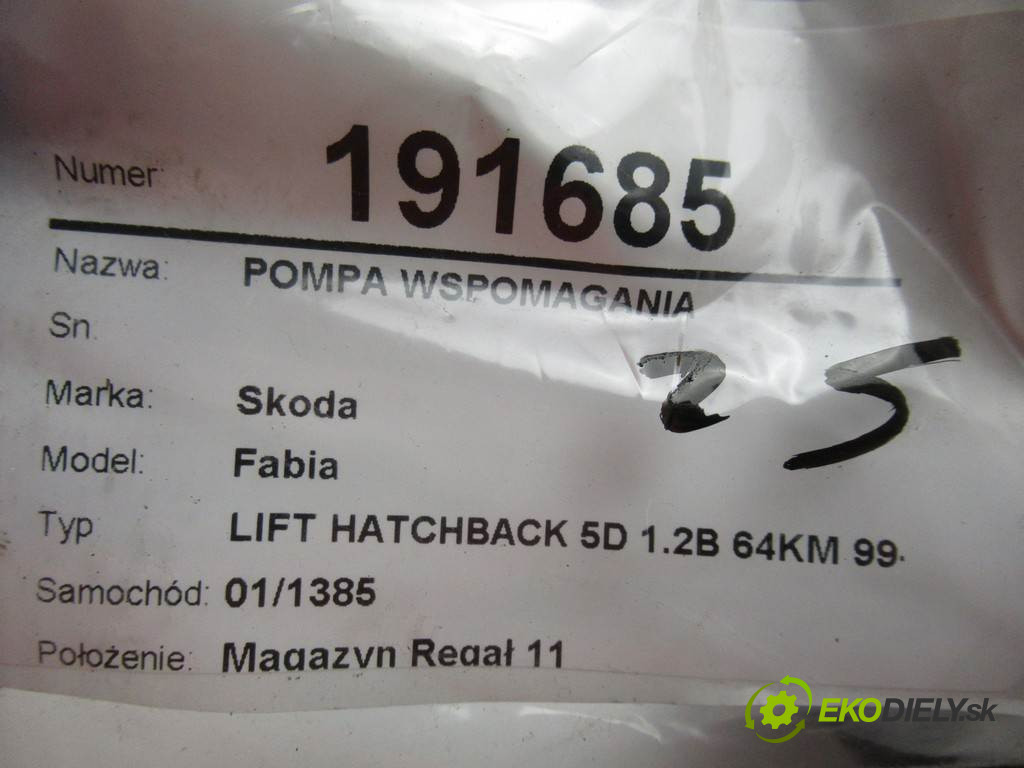 Numer: 191685
Nazwa: POMPA WSPOMAGANIA
Sn.
25
Marka: Skoda
Model: Fabia
Typ LIFT HATCHBACK 5D 1.2B 64KM 99-
Samochód: 01/1385
Położenie: Magazyn Regał 11
EKODIELY.sk